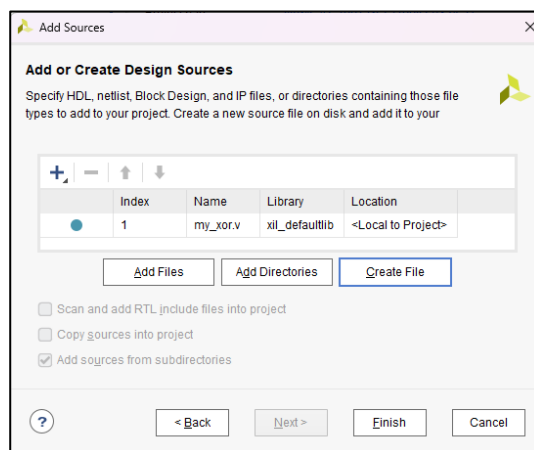 Add Sources
Add or Create Design Sources
Specify HDL, netlist, Block Design, and IP files, or directories containing those file
types to add to your project. Create a new source file on disk and add it to your
Index Name Library Location
1 my_xor.v xil_defaultlib <Local to Project>
Add Files Add Directories Create File
Scan and add RTL include files into project
Copy sources into project
Add sources from subdirectories
? < Back Next > Finish Cancel